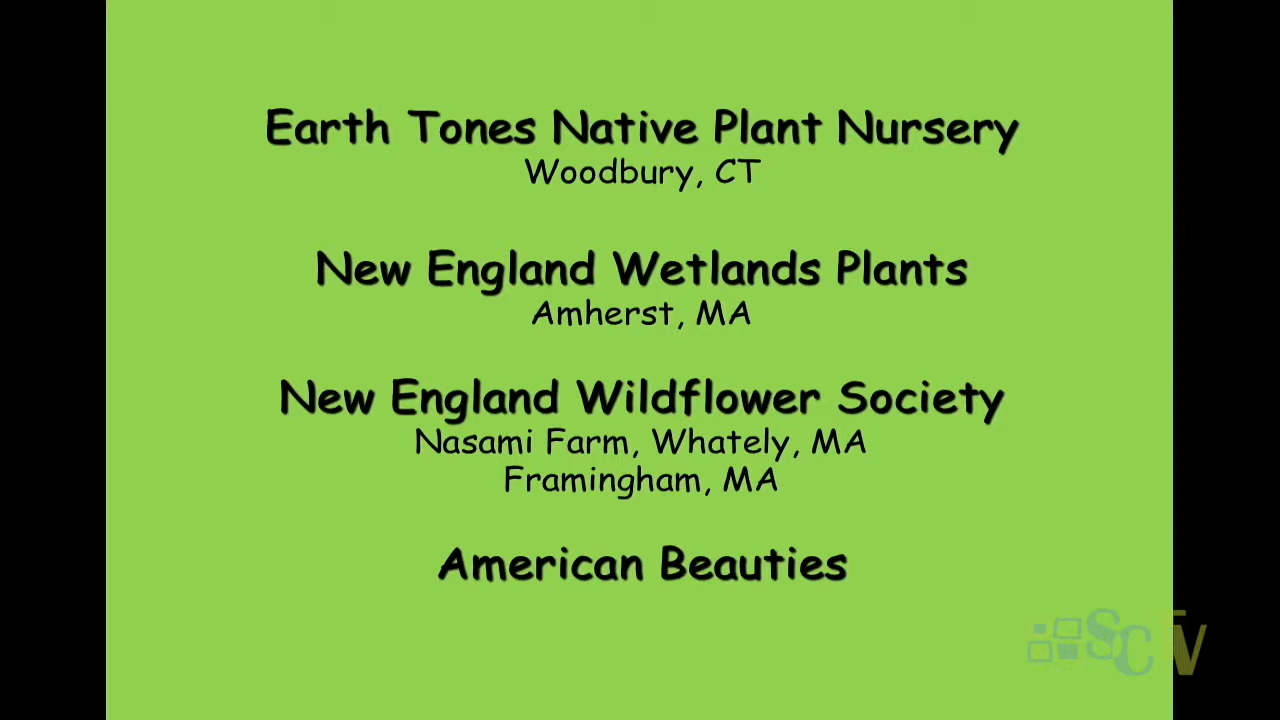 Earth Tones Native Plant Nursery
Woodbury, CT
New England Wetlands Plants
Amherst, MA
New England Wildflower Society
Nasami Farm, Whately, MA
Framingham, MA
American Beauties
SCTV